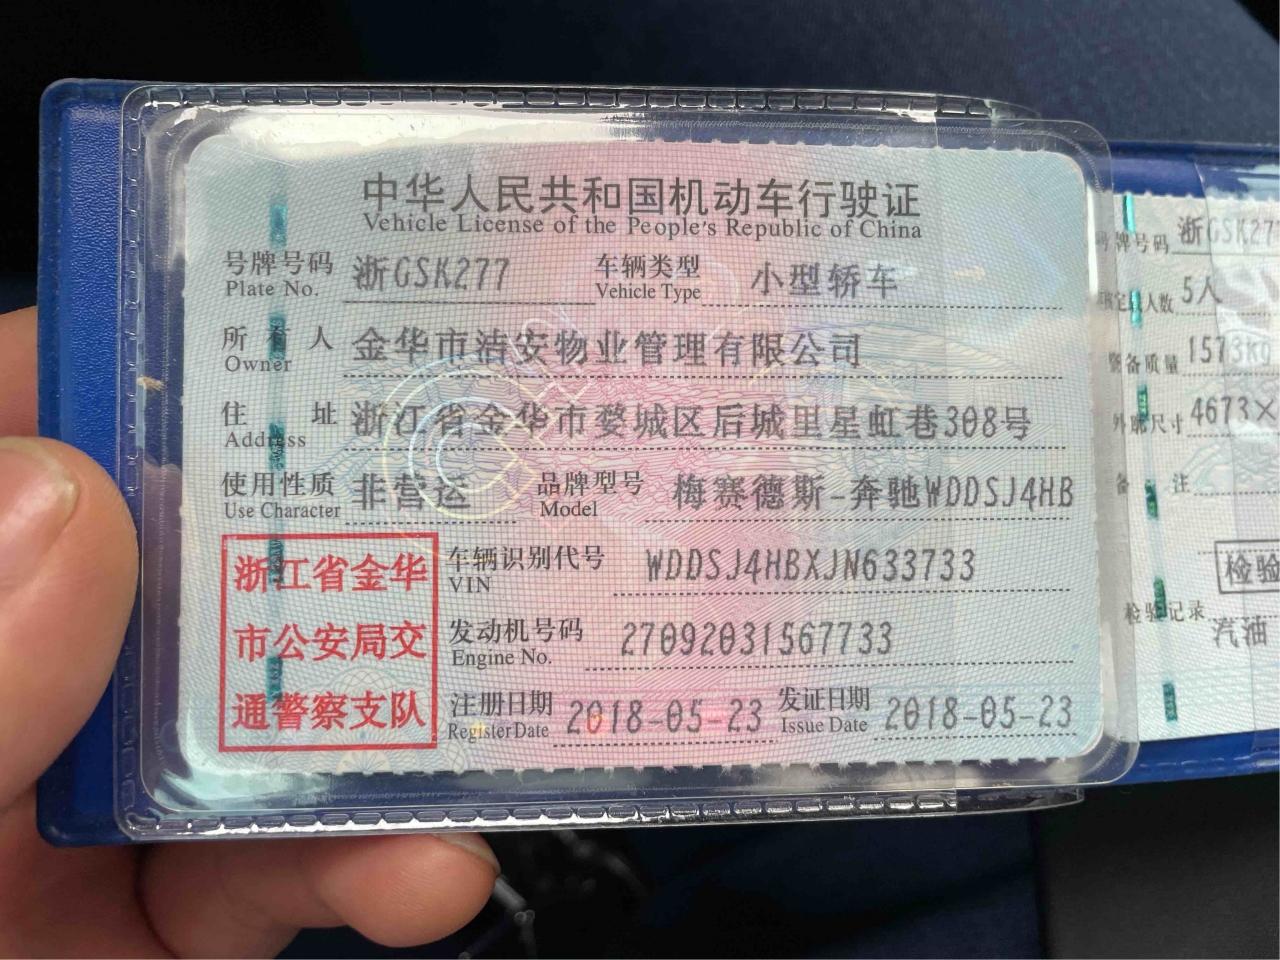 中华人民共和国机动车行驶证
Vehicle License of the People's Republic of China
号牌号码 浙GSK277 车辆类型 小型轿车
Plate No. Vehicle Type
所有人 金华市洁安物业管理有限公司
Owner
住址 浙江省金华市婺城区后城里星虹巷308号
Address
使用性质 非营运 品牌型号 梅赛德斯-奔驰WDDSJ4HB
Use Character Model
浙江省金华
市公安局交
通警察支队
车辆识别代号 WDDSJ4HBXJN633733
VIN
发动机号码 27092031567733
Engine No.
注册日期 2018-05-23 发证日期 2018-05-23
Register Date Issue Date
号牌号码 浙GSK27
定载人数 5人
整备质量 1573KG
外廓尺寸 4673×
备注
检验
检验记录
汽油